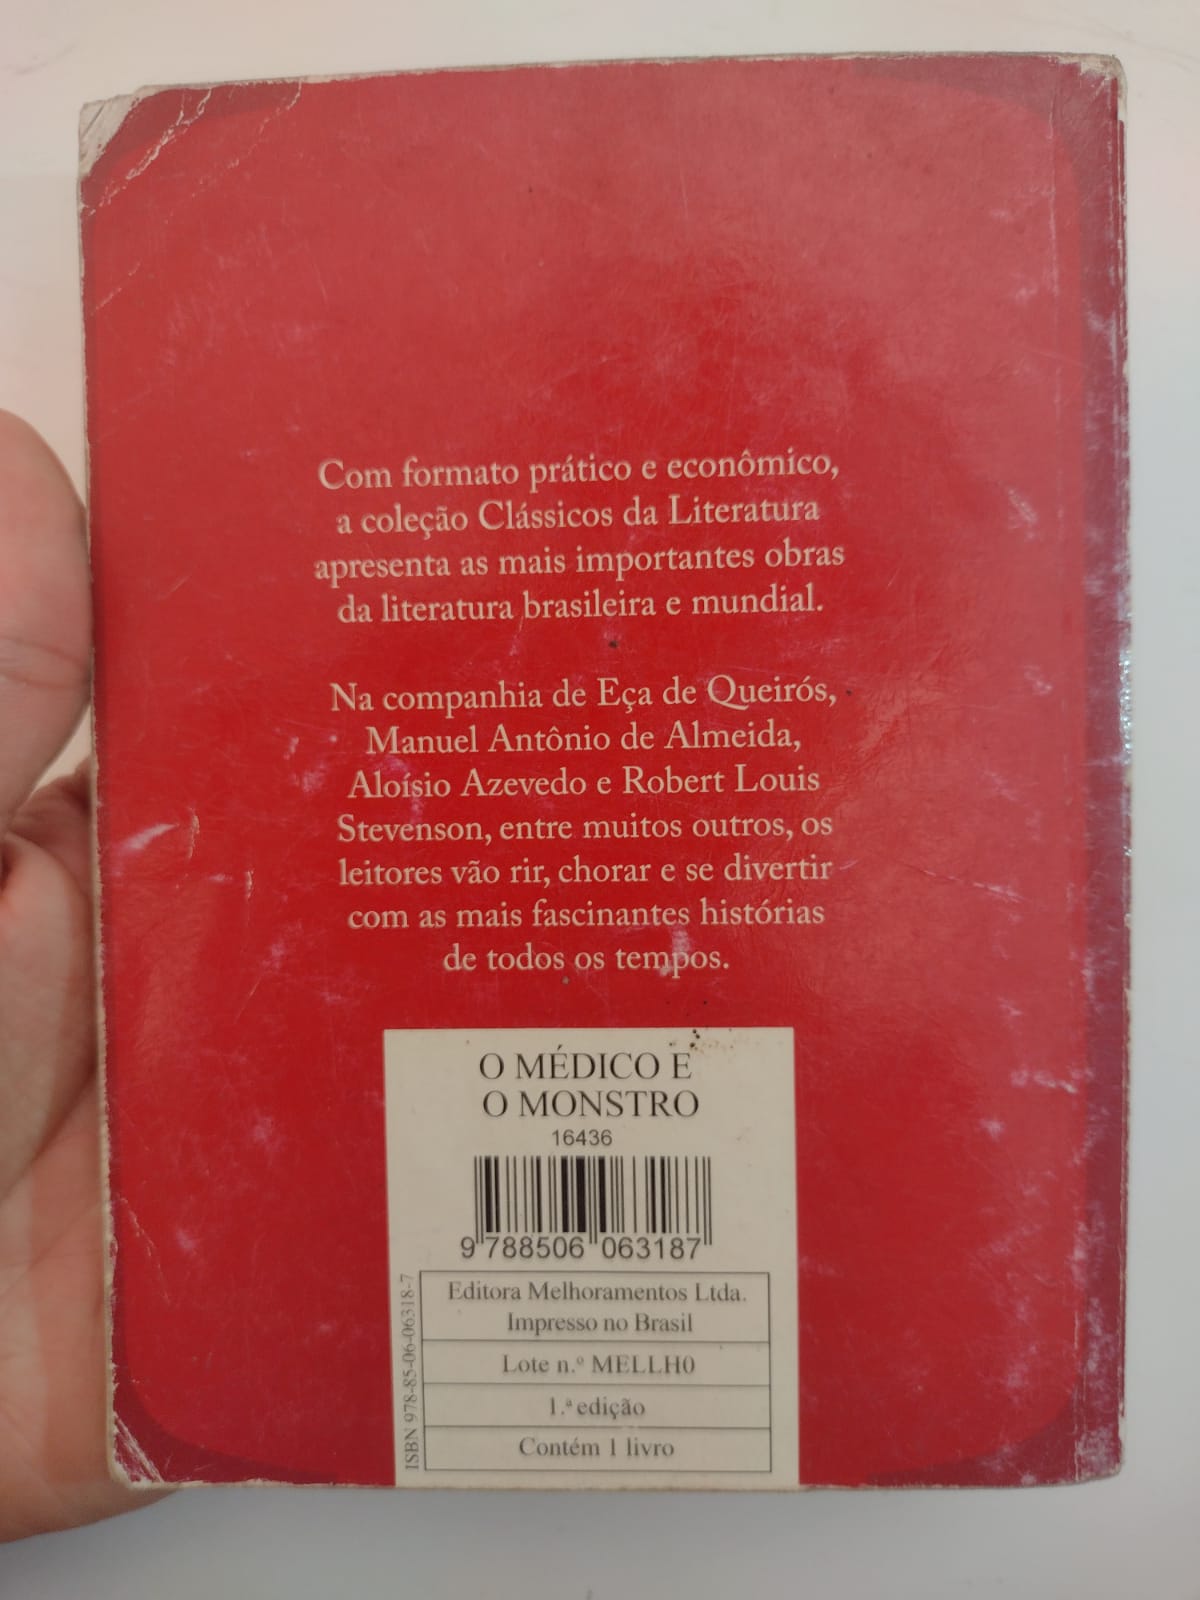 Com formato prático e econômico,
a coleção Clássicos da Literatura
apresenta as mais importantes obras
da literatura brasileira e mundial.
Na companhia de Eça de Queirós,
Manuel Antônio de Almeida,
Aloísio Azevedo e Robert Louis
Stevenson, entre muitos outros, os
leitores vão rir, chorar e se divertir
com as mais fascinantes histórias
de todos os tempos.
O MÉDICO E
O MONSTRO
16436
9 788506 063187
ISBN 978-85-06-06318-7
Editora Melhoramentos Ltda.
Impresso no Brasil
Lote n.º MELLH0
1.ª edição
Contém 1 livro